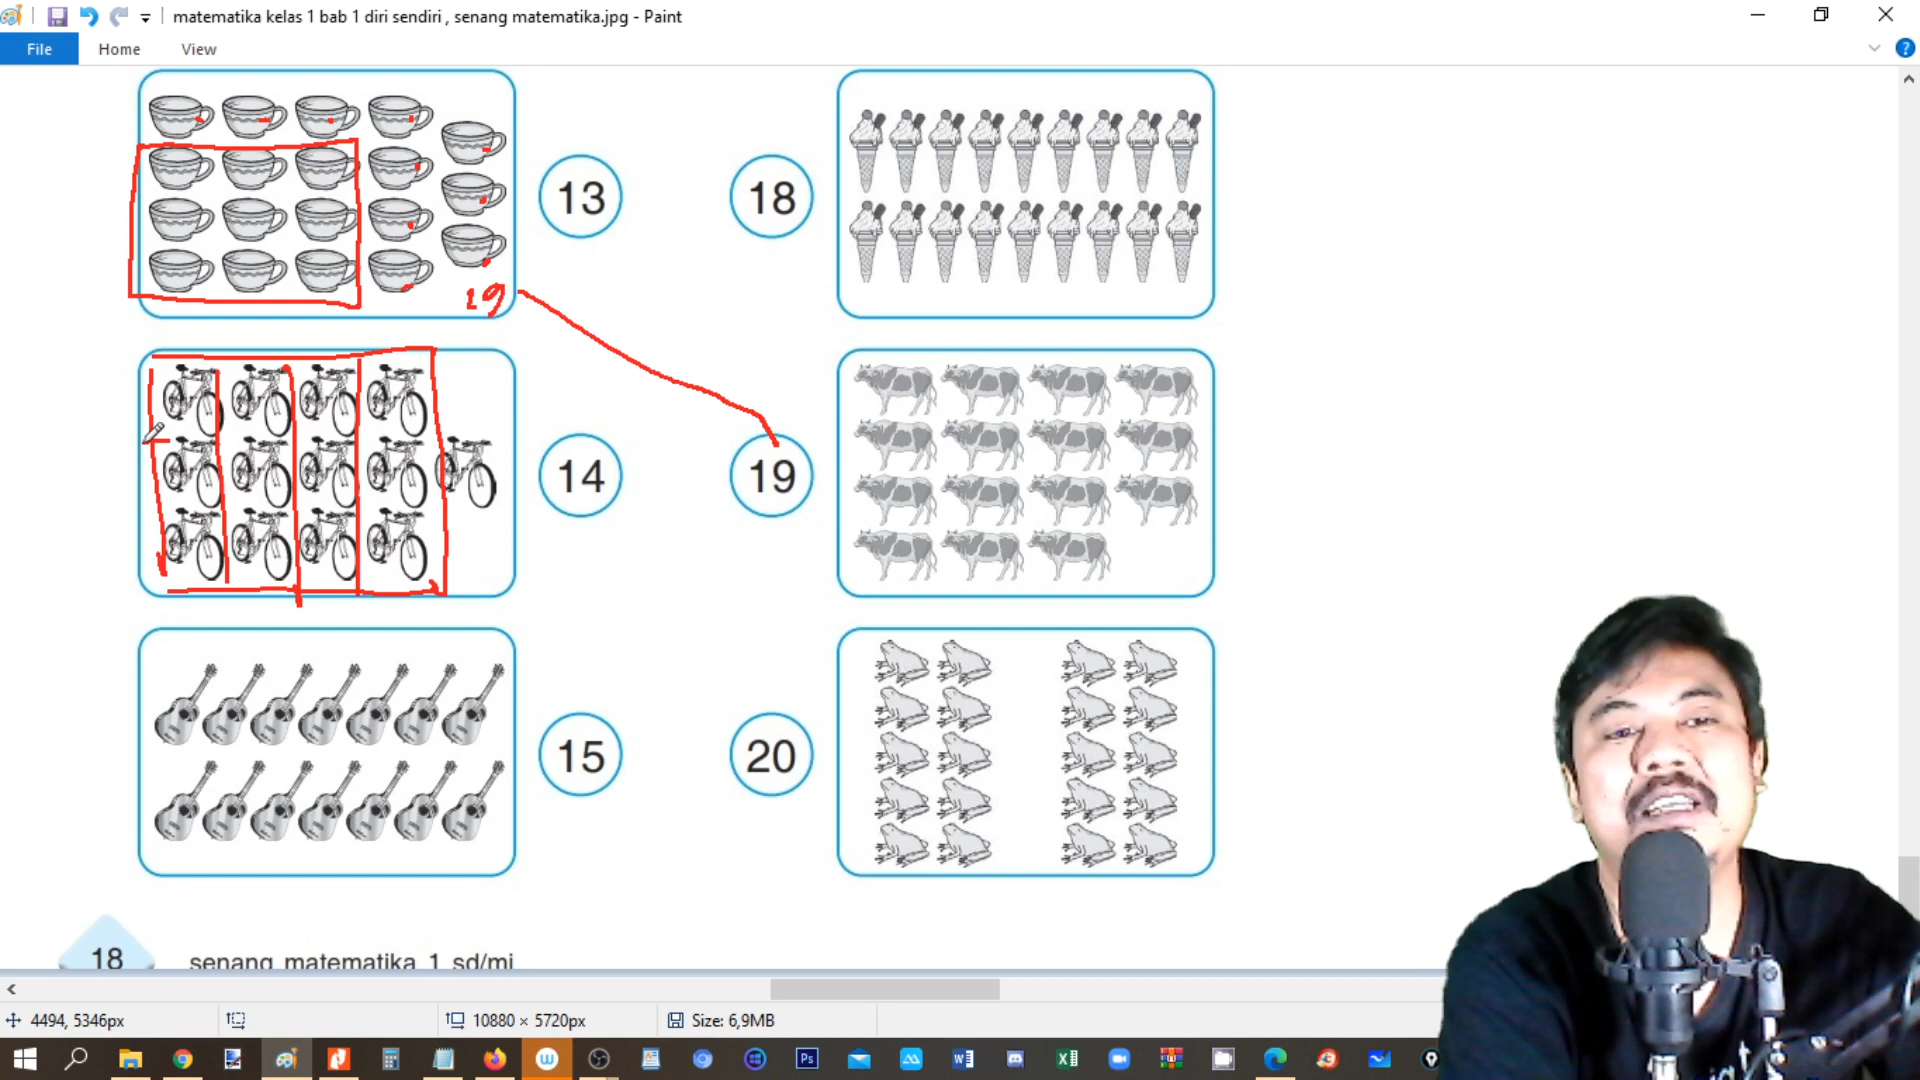 matematika kelas 1 bab 1 diri sendiri , senang matematika.jpg - Paint
File Home View
13 18
19
14 19
15 20
18 senang matematika 1 sd/mi
4494, 5346px 10880 × 5720px Size: 6,9MB